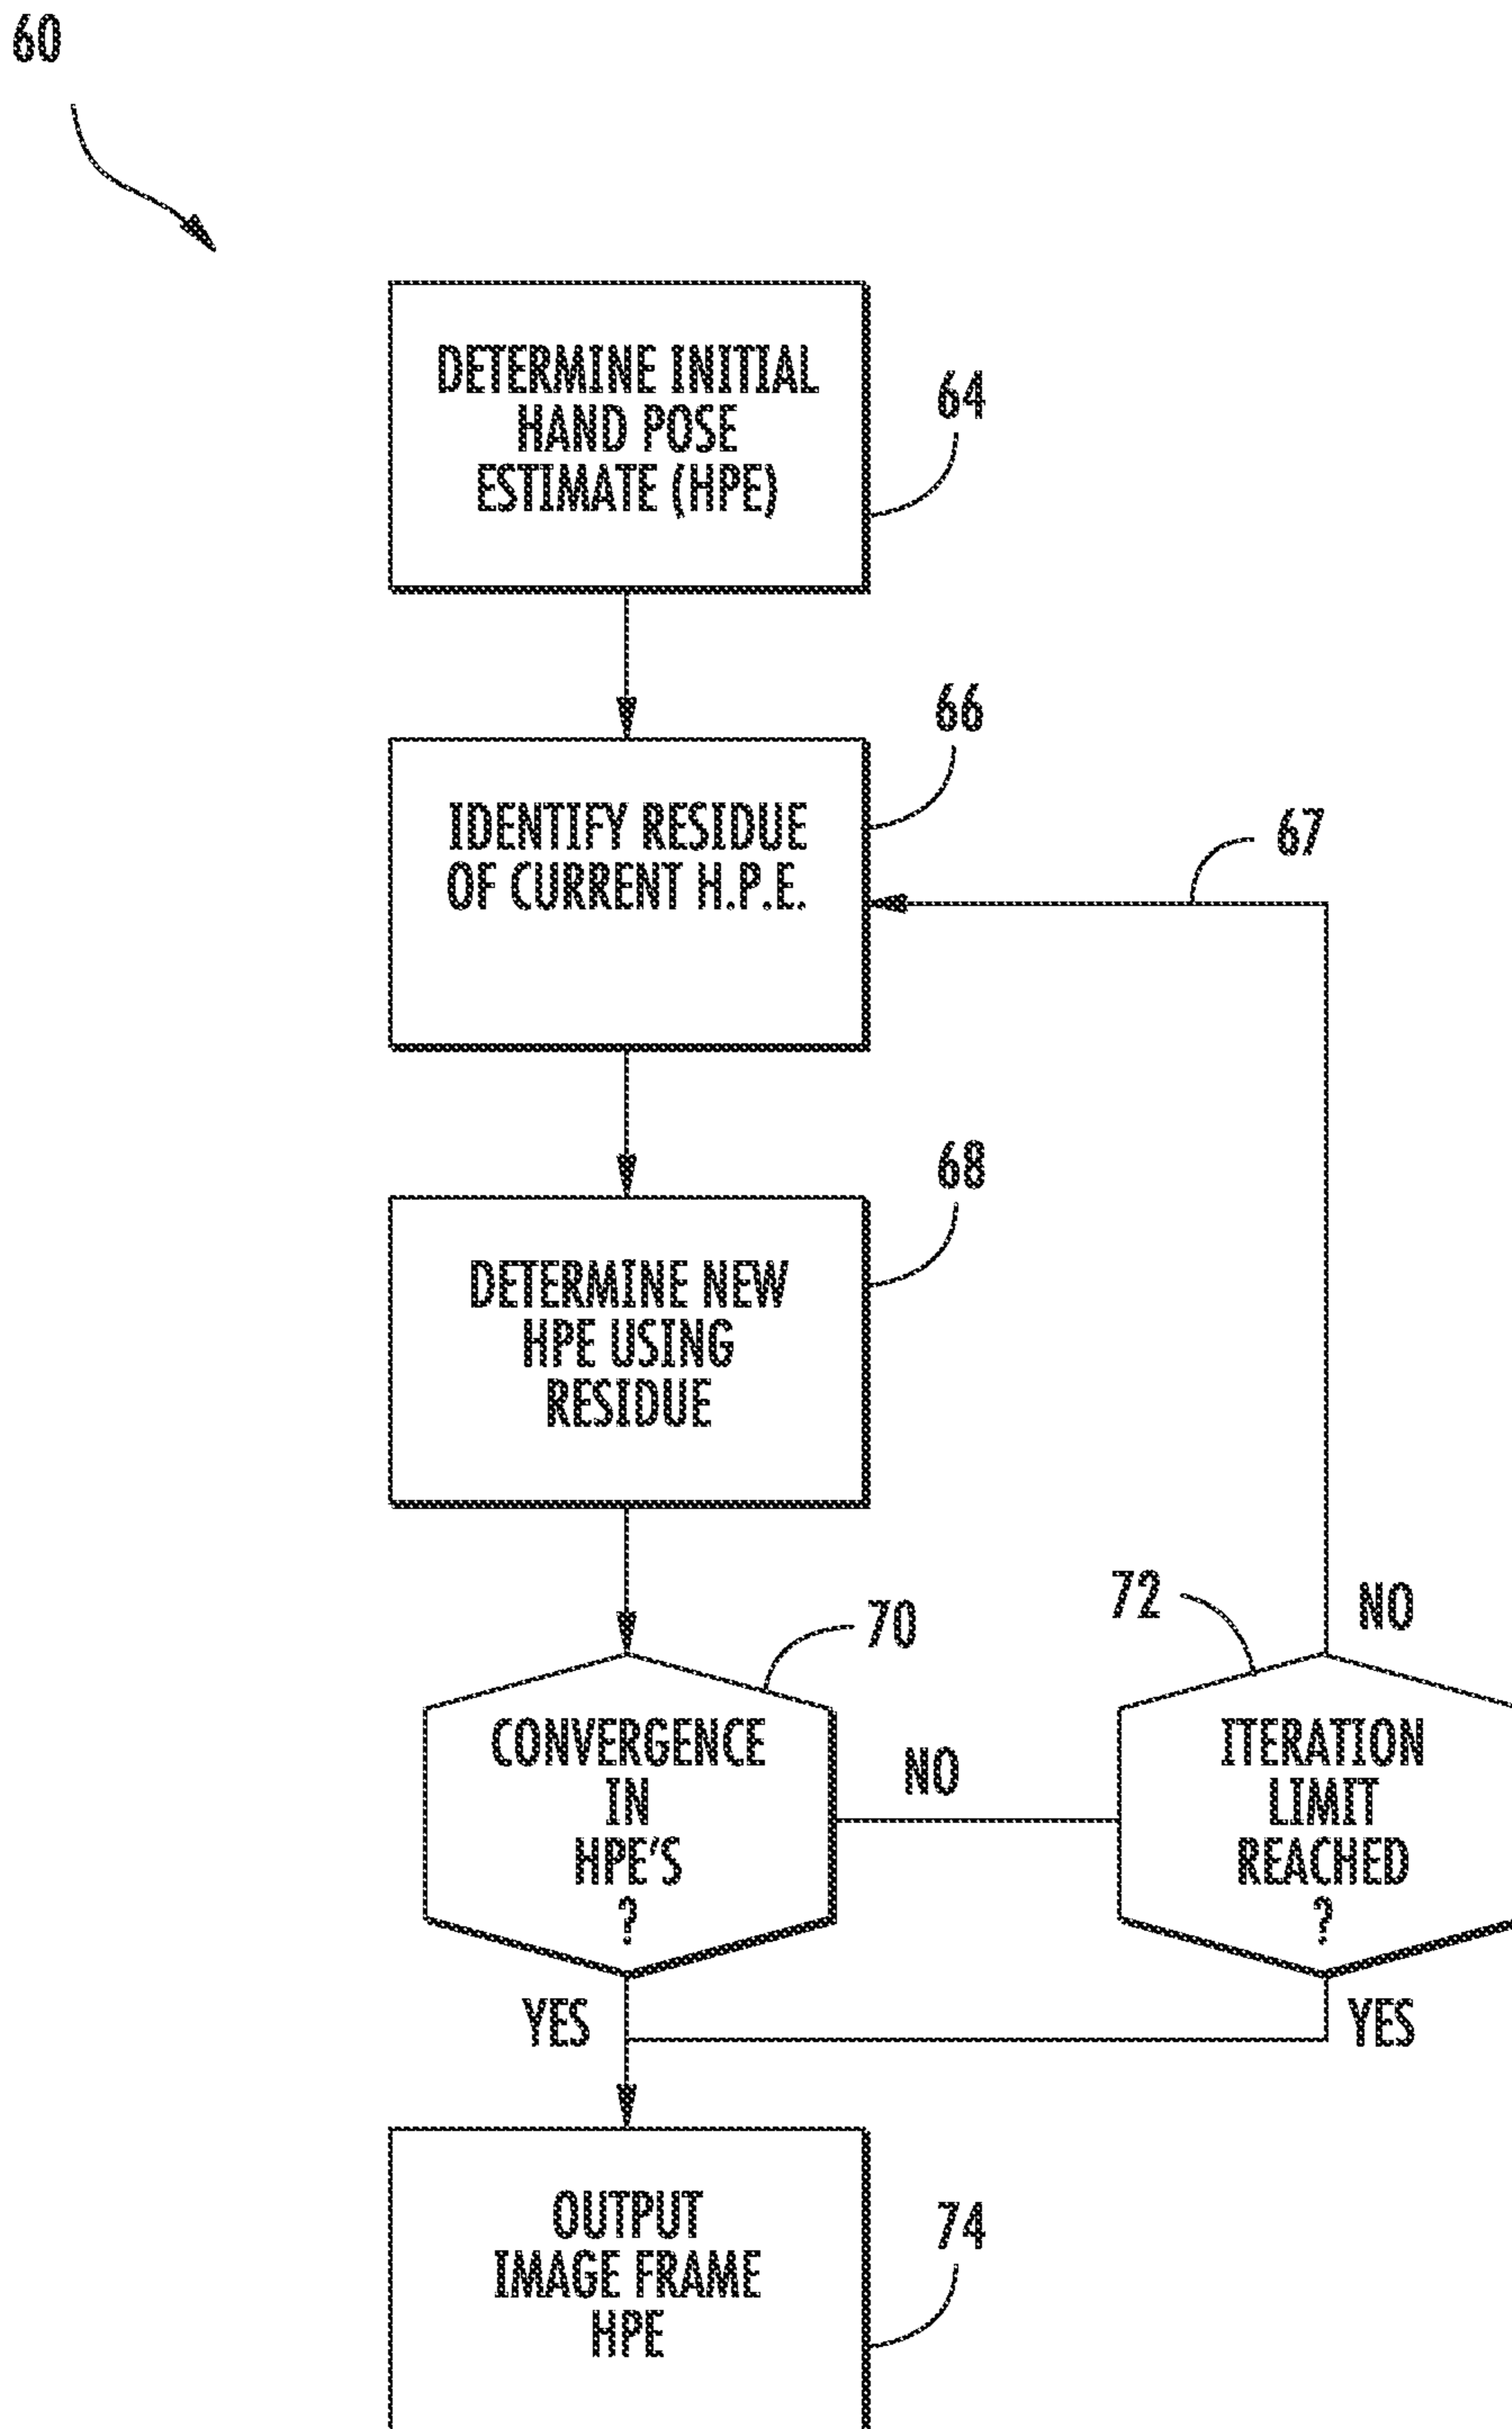 60
DETERMINE INITIAL
HAND POSE
ESTIMATE (HPE)
64
66
IDENTIFY RESIDUE
OF CURRENT H.P.E.
67
68
DETERMINE NEW
HPE USING
RESIDUE
70
72
NO
CONVERGENCE
IN
HPE'S
?
NO
ITERATION
LIMIT
REACHED
?
YES
YES
OUTPUT
IMAGE FRAME
HPE
74